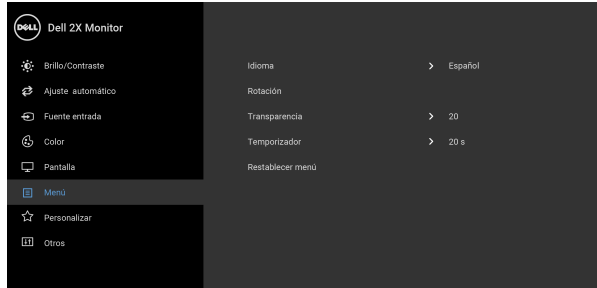 DELL Dell 2X Monitor
Brillo/Contraste
Ajuste automático
Fuente entrada
Color
Pantalla
Menú
Personalizar
Otros
Idioma > Español
Rotación
Transparencia > 20
Temporizador > 20 s
Restablecer menú